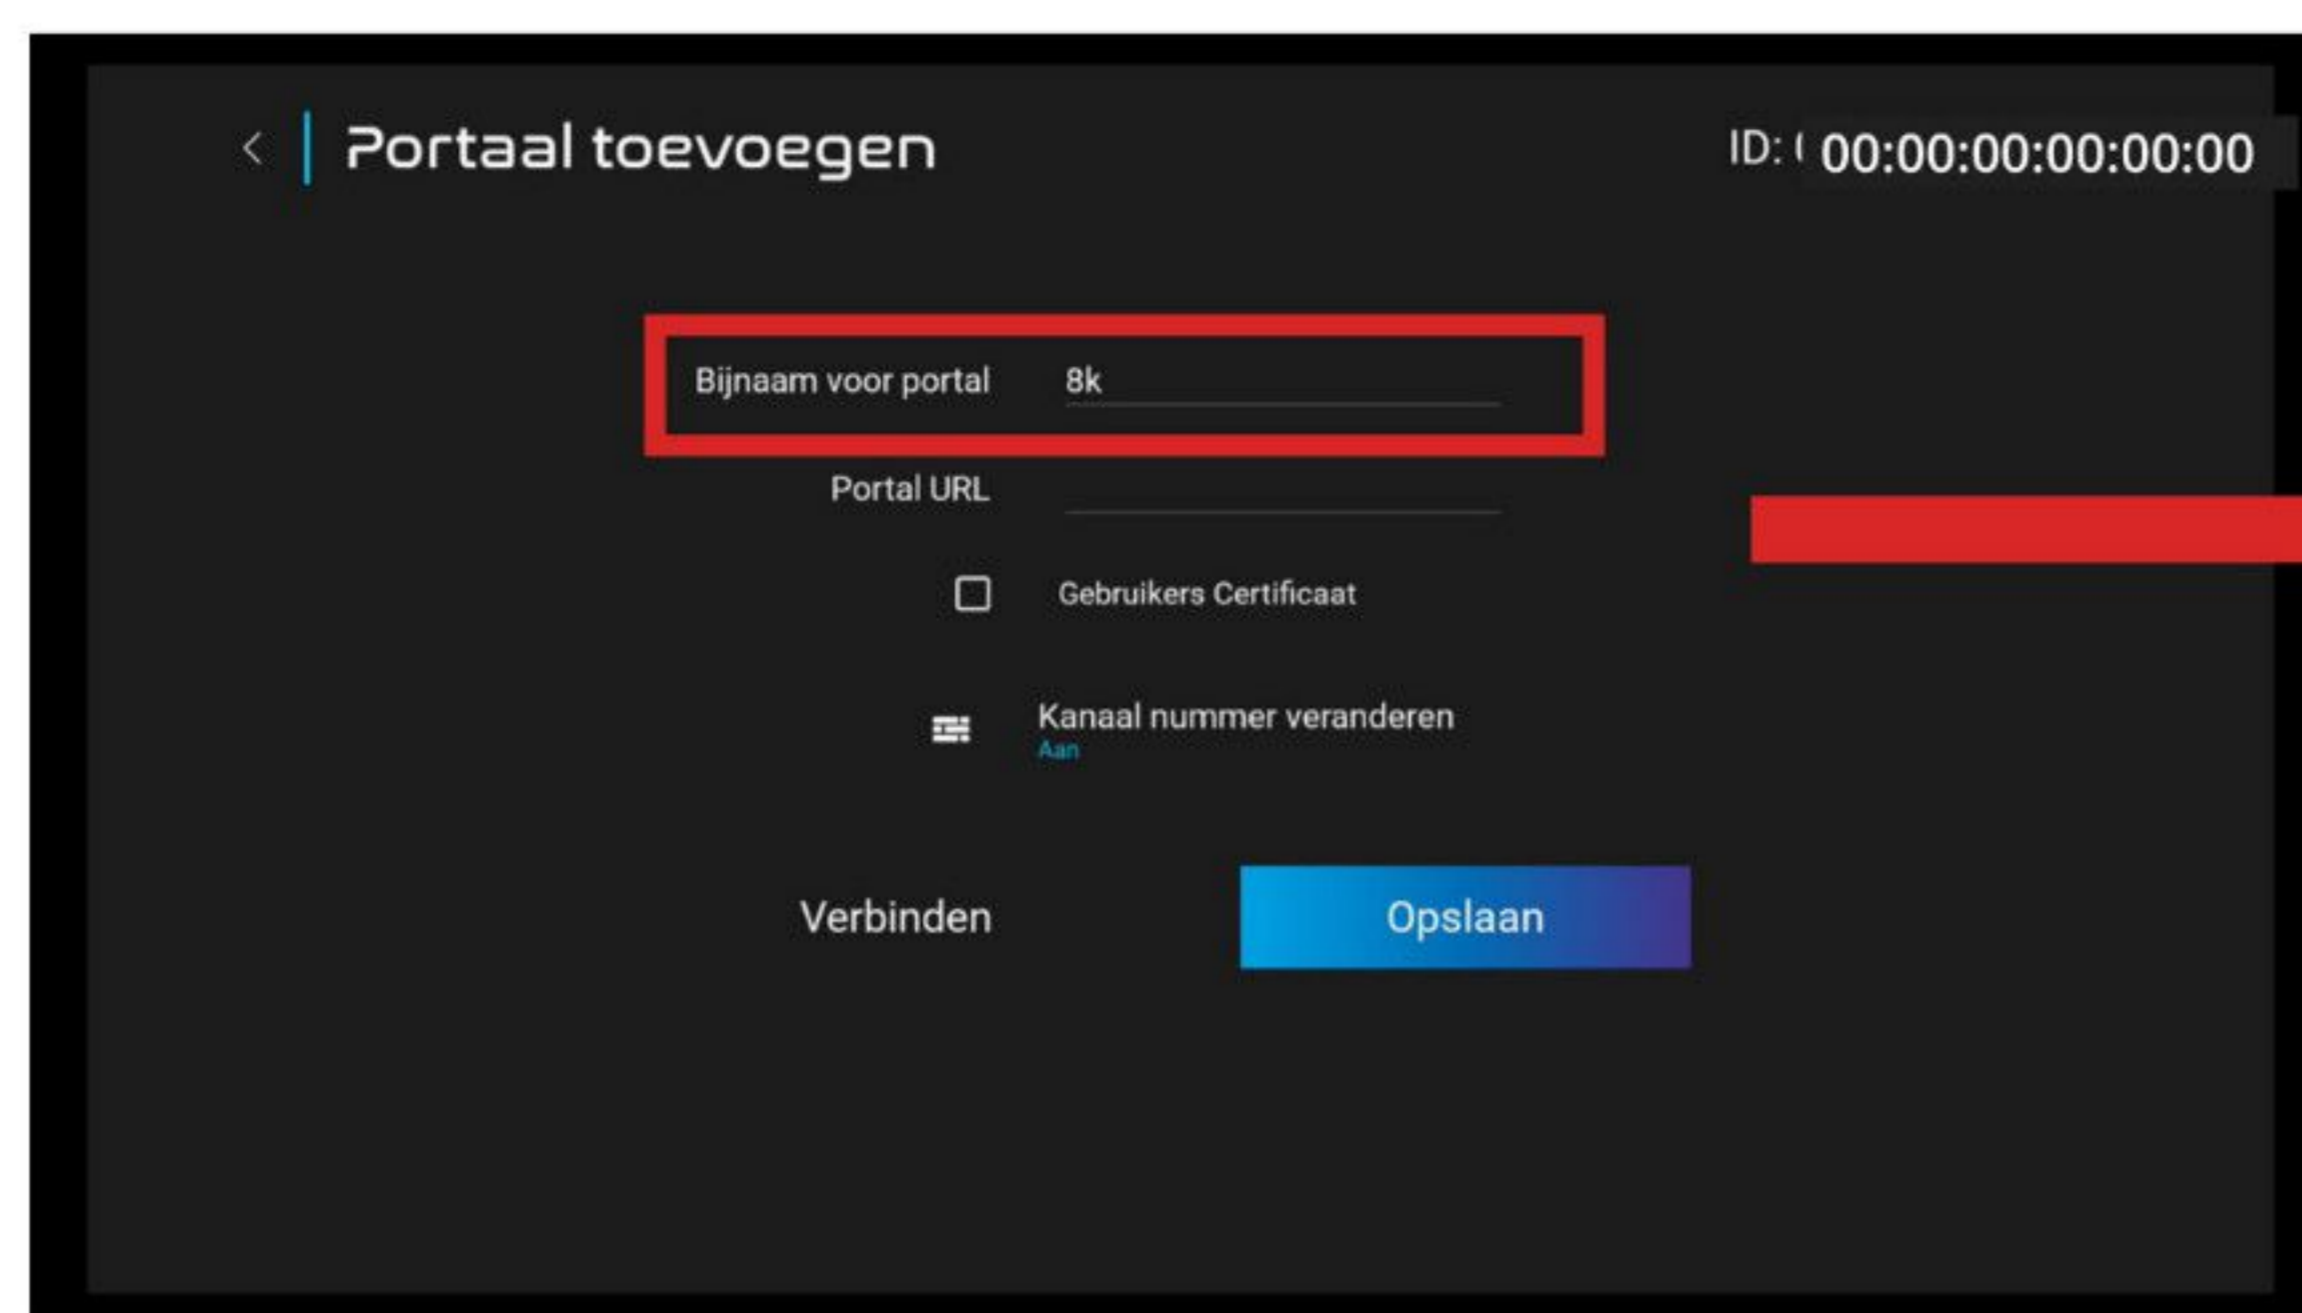 Portaal toevoegen
ID: 00:00:00:00:00:00
Bijnaam voor portal 8k
Portal URL
Gebruikers Certificaat
Kanaal nummer veranderen
Aan
Verbinden Opslaan